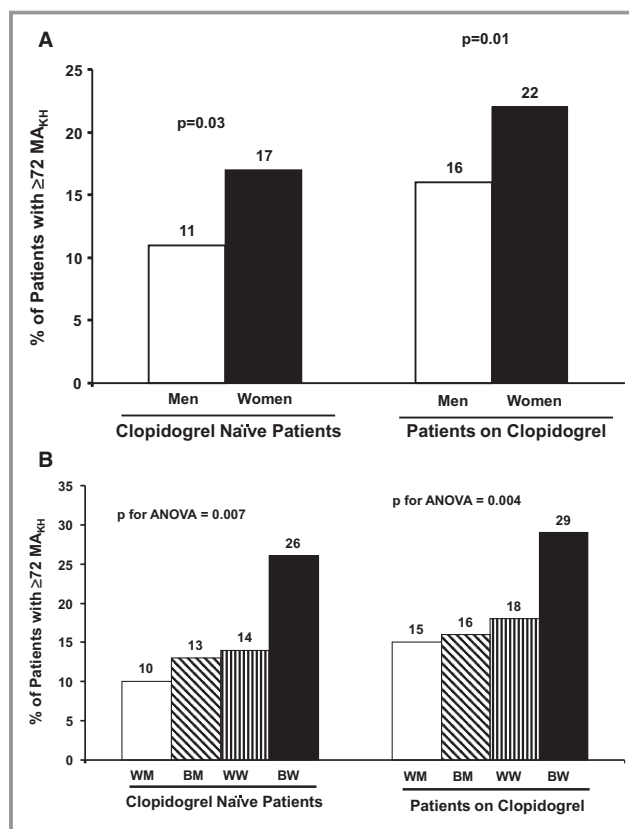 A
p=0.01
25
22
p=0.03
20
17
16
15
11
10
5
0
% of Patients with ≥72 MAKH
Men Women Men Women
Clopidogrel Naïve Patients Patients on Clopidogrel
B
35
p for ANOVA = 0.007 p for ANOVA = 0.004
30
29
26
25
20
18
16
15
14
13
15
10
10
5
0
% of Patients with ≥72 MAKH
WM BM WW BW WM BM WW BW
Clopidogrel Naïve Patients Patients on Clopidogrel